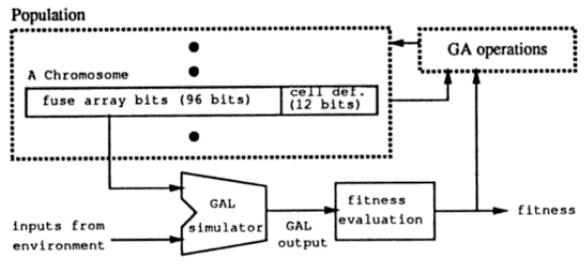 Population
GA operations
A Chromosome
fuse array bits (96 bits)
cell def.
(12 bits)
GAL
simulator
inputs from
environment
GAL
output
fitness
evaluation
fitness